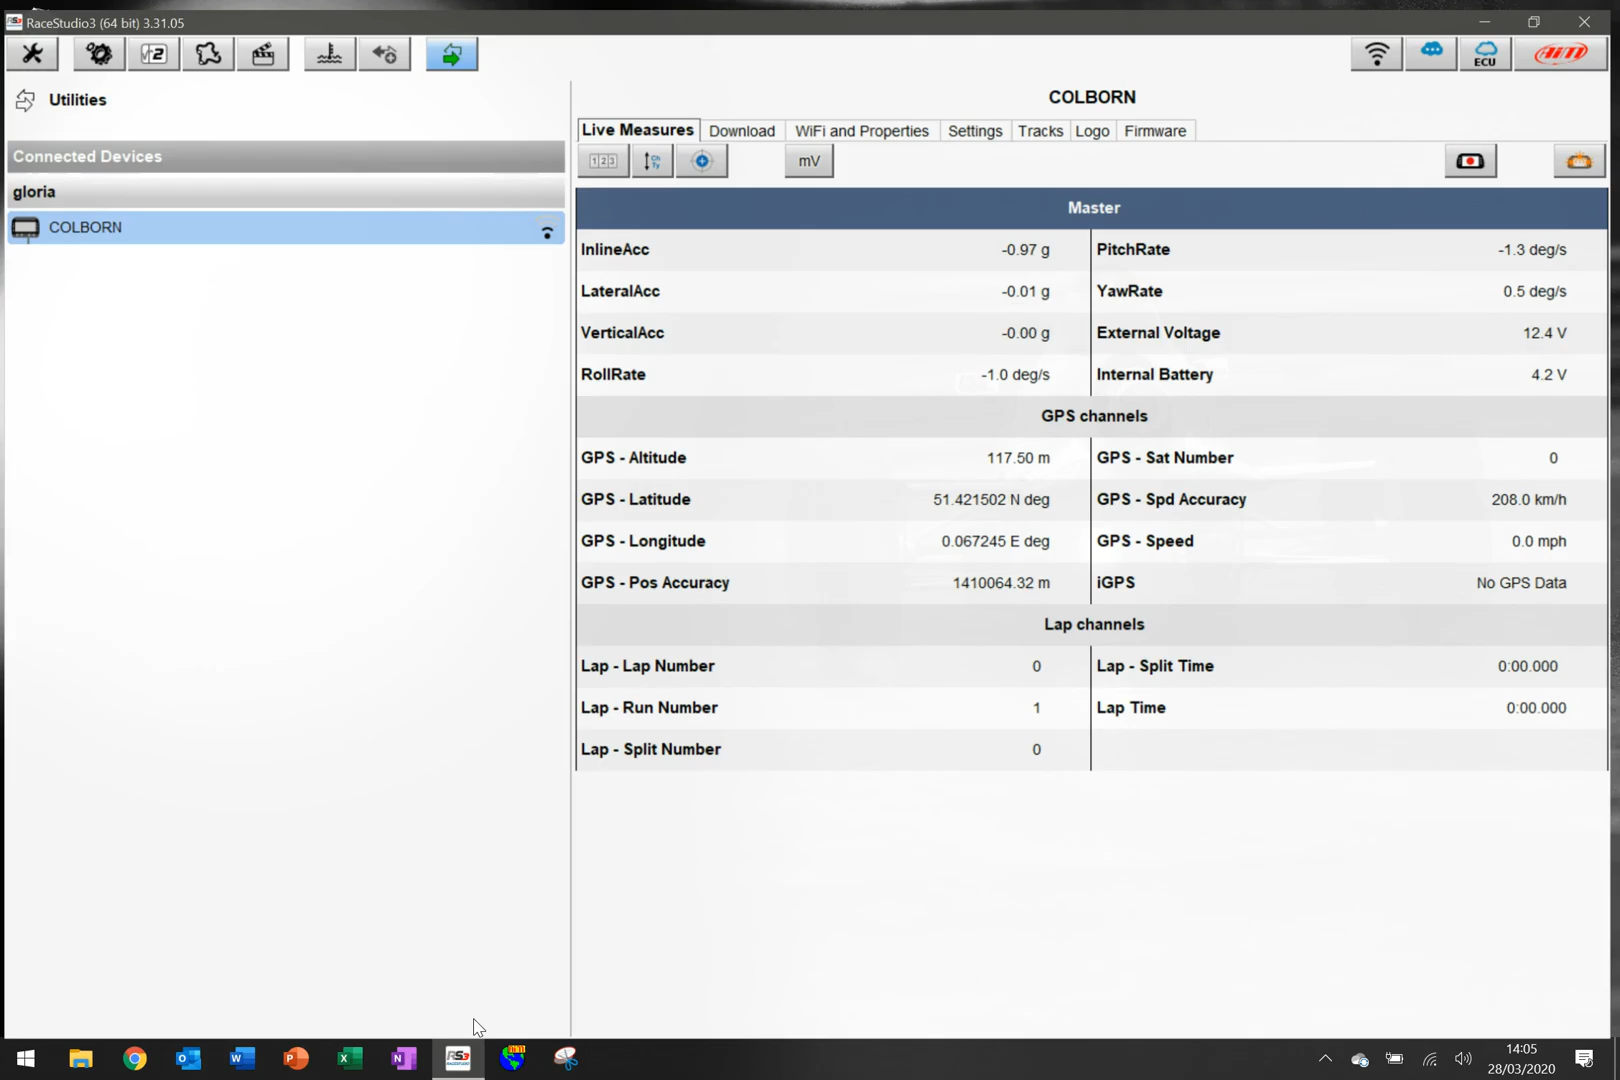 RaceStudio3 (64 bit) 3.31.05
ECU
AiM
Utilities
Connected Devices
gloria
COLBORN
COLBORN
Live Measures Download WiFi and Properties Settings Tracks Logo Firmware
123 Ch Ty mV
Master
InlineAcc -0.97 g PitchRate -1.3 deg/s
LateralAcc -0.01 g YawRate 0.5 deg/s
VerticalAcc -0.00 g External Voltage 12.4 V
RollRate -1.0 deg/s Internal Battery 4.2 V
GPS channels
GPS - Altitude 117.50 m GPS - Sat Number 0
GPS - Latitude 51.421502 N deg GPS - Spd Accuracy 208.0 km/h
GPS - Longitude 0.067245 E deg GPS - Speed 0.0 mph
GPS - Pos Accuracy 1410064.32 m iGPS No GPS Data
Lap channels
Lap - Lap Number 0 Lap - Split Time 0:00.000
Lap - Run Number 1 Lap Time 0:00.000
Lap - Split Number 0
RS3
14:05
28/03/2020